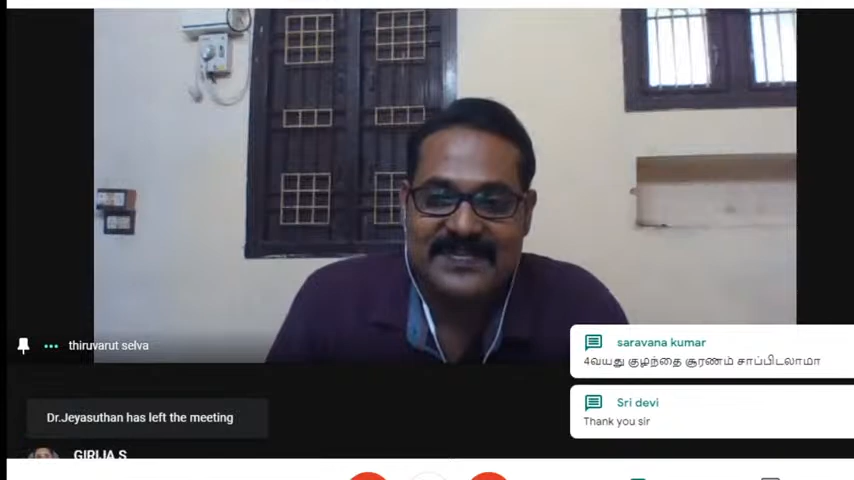 thiruvarut selva
saravana kumar
4வயது குழந்தை சூரணம் சாப்பிடலாமா
Sri devi
Thank you sir
Dr.Jeyasuthan has left the meeting
GIRIJA S